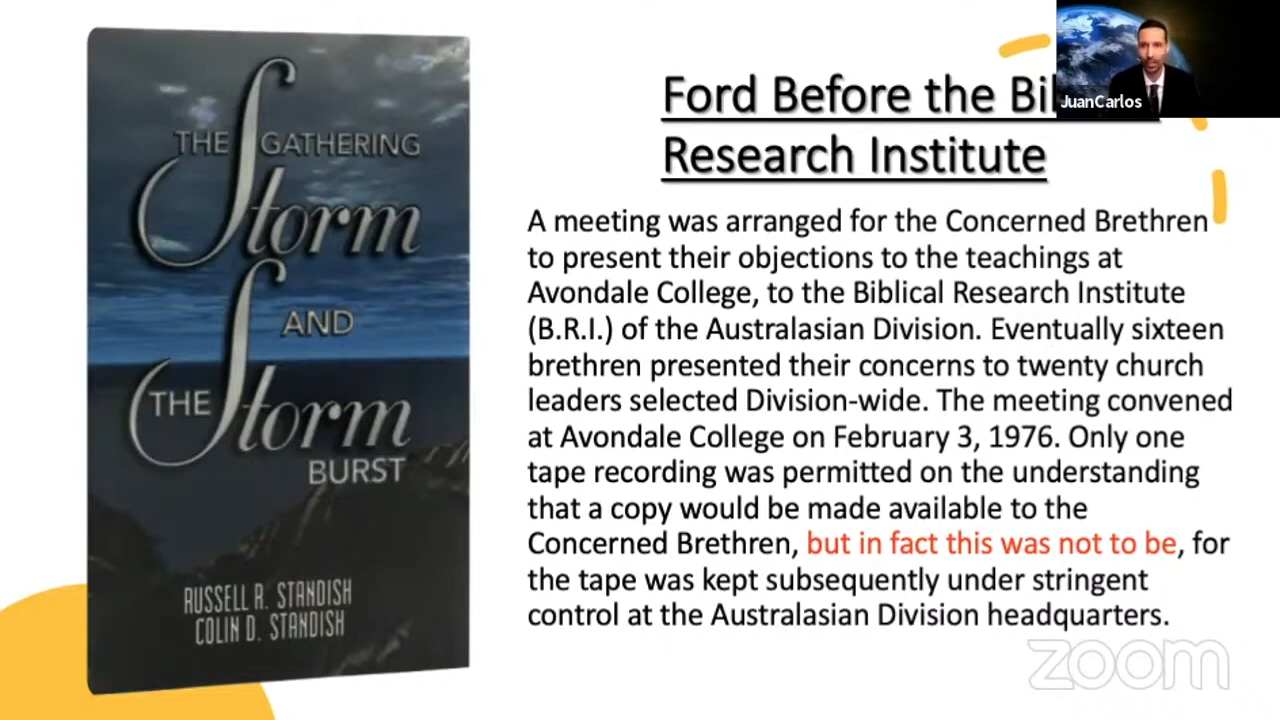 THE GATHERING
Storm
AND
THE Storm
BURST
RUSSELL R. STANDISH
COLIN D. STANDISH
Ford Before the
Research Institute
A meeting was arranged for the Concerned Brethren
to present their objections to the teachings at
Avondale College, to the Biblical Research Institute
(B.R.I.) of the Australasian Division. Eventually sixteen
brethren presented their concerns to twenty church
leaders selected Division-wide. The meeting convened
at Avondale College on February 3, 1976. Only one
tape recording was permitted on the understanding
that a copy would be made available to the
Concerned Brethren, but in fact this was not to be, for
the tape was kept subsequently under stringent
control at the Australasian Division headquarters.
JuanCarlos
zoom